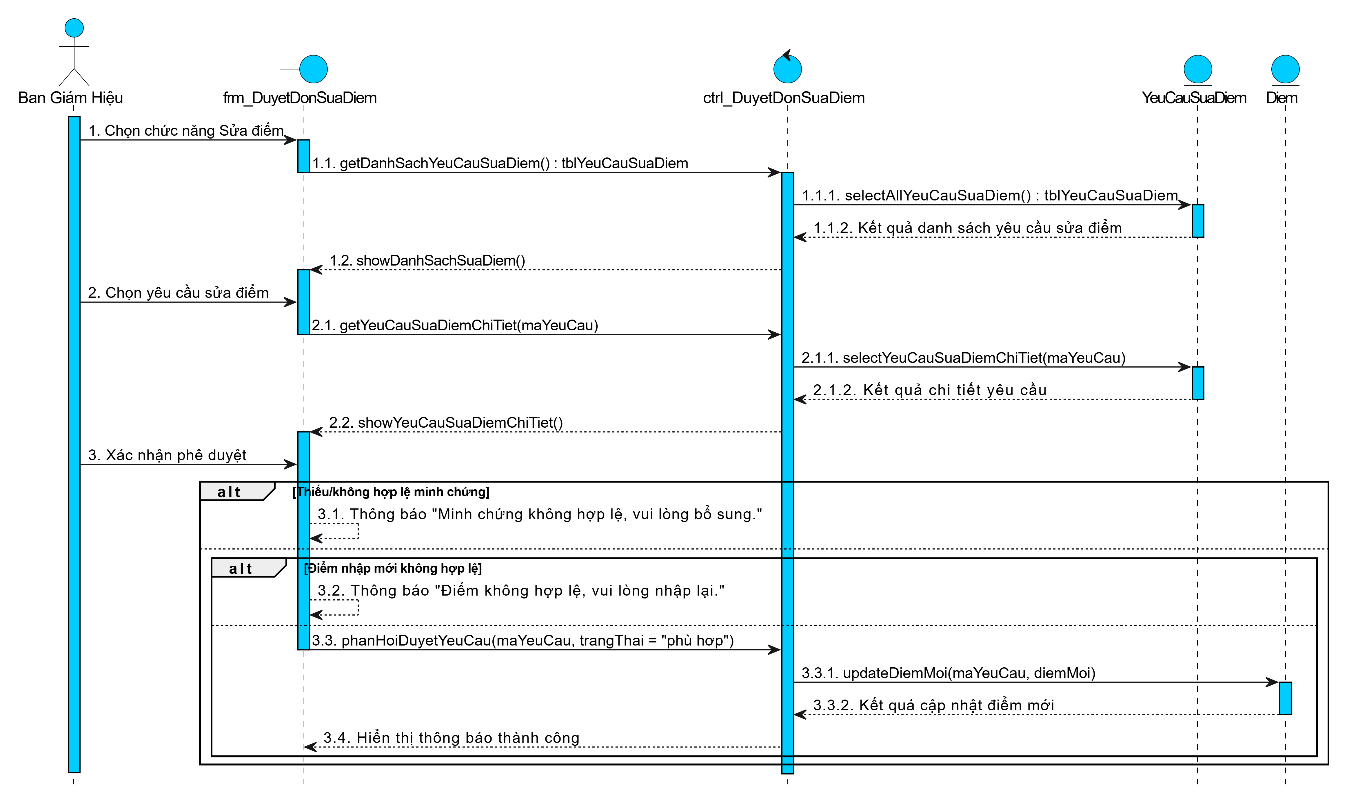 Ban Giám Hiệu
frm_DuyetDonSuaDiem
ctrl_DuyetDonSuaDiem
YeuCauSuaDiem
Diem
1. Chọn chức năng Sửa điểm
1.1. getDanhSachYeuCauSuaDiem() : tblYeuCauSuaDiem
1.1.1. selectAllYeuCauSuaDiem() : tblYeuCauSuaDiem
1.1.2. Kết quả danh sách yêu cầu sửa điểm
1.2. showDanhSachSuaDiem()
2. Chọn yêu cầu sửa điểm
2.1. getYeuCauSuaDiemChiTiet(maYeuCau)
2.1.1. selectYeuCauSuaDiemChiTiet(maYeuCau)
2.1.2. Kết quả chi tiết yêu cầu
2.2. showYeuCauSuaDiemChiTiet()
3. Xác nhận phê duyệt
alt
[Thiếu/không hợp lệ minh chứng]
3.1. Thông báo "Minh chứng không hợp lệ, vui lòng bổ sung."
alt
[Điểm nhập mới không hợp lệ]
3.2. Thông báo "Điểm không hợp lệ, vui lòng nhập lại."
3.3. phanHoiDuyetYeuCau(maYeuCau, trangThai = "phù hợp")
3.3.1. updateDiemMoi(maYeuCau, diemMoi)
3.3.2. Kết quả cập nhật điểm mới
3.4. Hiển thị thông báo thành công